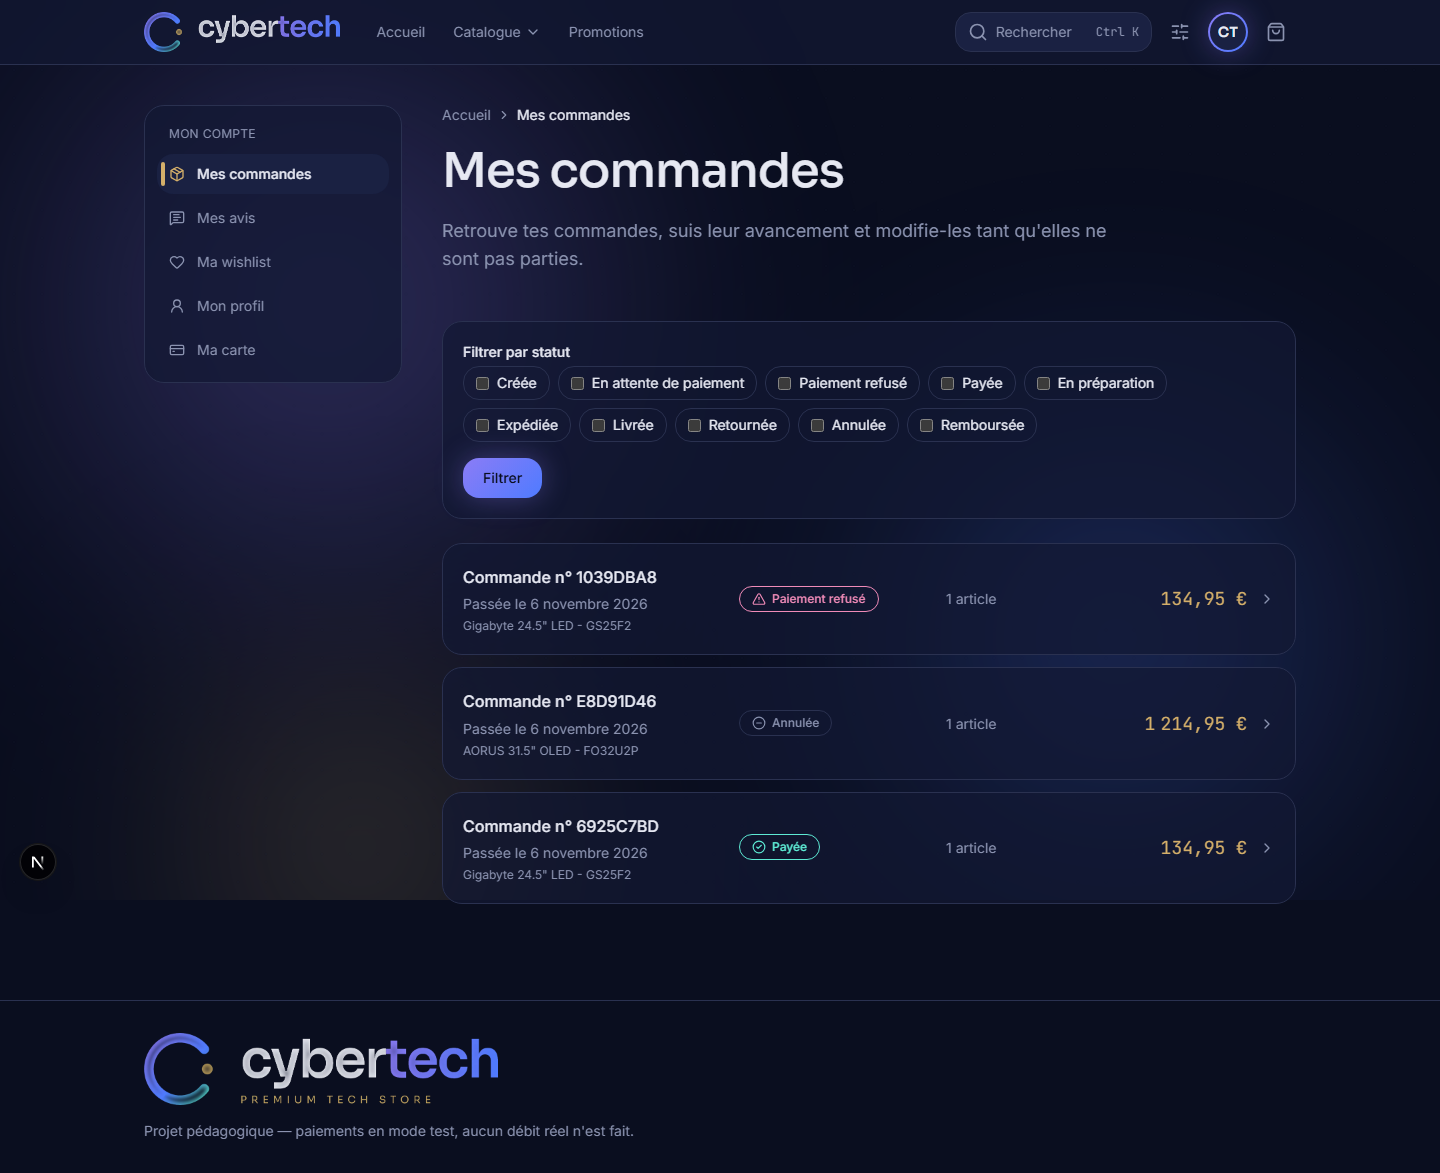 cybertech
Accueil
Catalogue
Promotions
Rechercher
Ctrl K
CT
MON COMPTE
Mes commandes
Mes avis
Ma wishlist
Mon profil
Ma carte
Accueil > Mes commandes
Mes commandes
Retrouve tes commandes, suis leur avancement et modifie-les tant qu'elles ne
sont pas parties.
Filtrer par statut
Créée
En attente de paiement
Paiement refusé
Payée
En préparation
Expédiée
Livrée
Retournée
Annulée
Remboursée
Filtrer
Commande n° 1039DBA8
Passée le 6 novembre 2026
Gigabyte 24.5" LED - GS25F2
Paiement refusé
1 article
134,95 €
Commande n° E8D91D46
Passée le 6 novembre 2026
AORUS 31.5" OLED - FO32U2P
Annulée
1 article
1 214,95 €
Commande n° 6925C7BD
Passée le 6 novembre 2026
Gigabyte 24.5" LED - GS25F2
Payée
1 article
134,95 €
N
cybertech
PREMIUM TECH STORE
Projet pédagogique — paiements en mode test, aucun débit réel n'est fait.